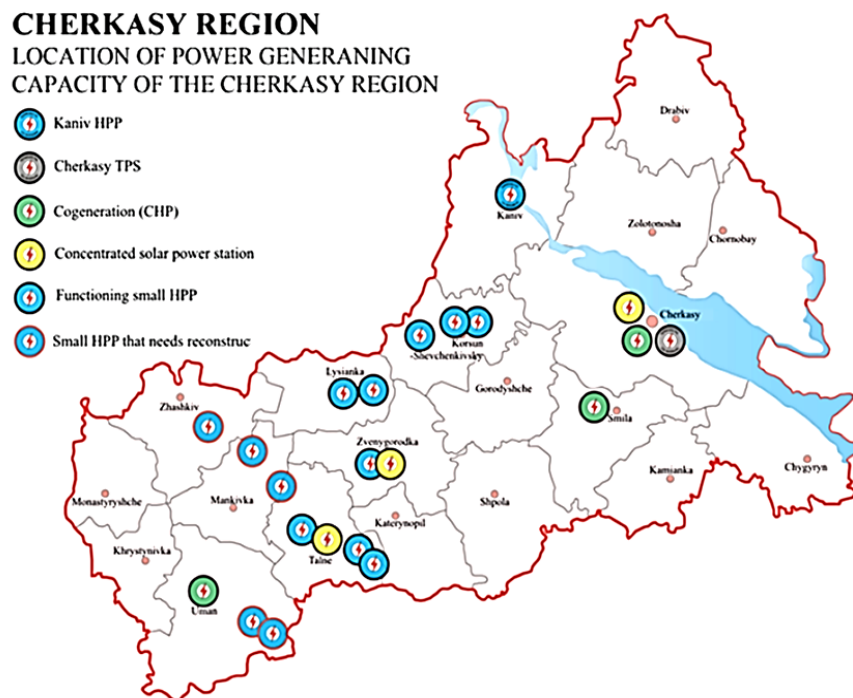 CHERKASY REGION
LOCATION OF POWER GENERANING
CAPACITY OF THE CHERKASY REGION
Kaniv HPP
Cherkasy TPS
Cogeneration (CHP)
Concentrated solar power station
Functioning small HPP
Small HPP that needs reconstruc
Drabiv
Kaniv
Zolotonosha
Chornobay
Cherkasy
Korsun
-Shevchenkivsky
Lysianka
Gorodyshche
Zhashkiv
Smila
Zvenygorodka
Chygyryn
Kamianka
Monastyryshche
Mankivka
Shpola
Katerynopil
Khrystynivka
Talne
Uman